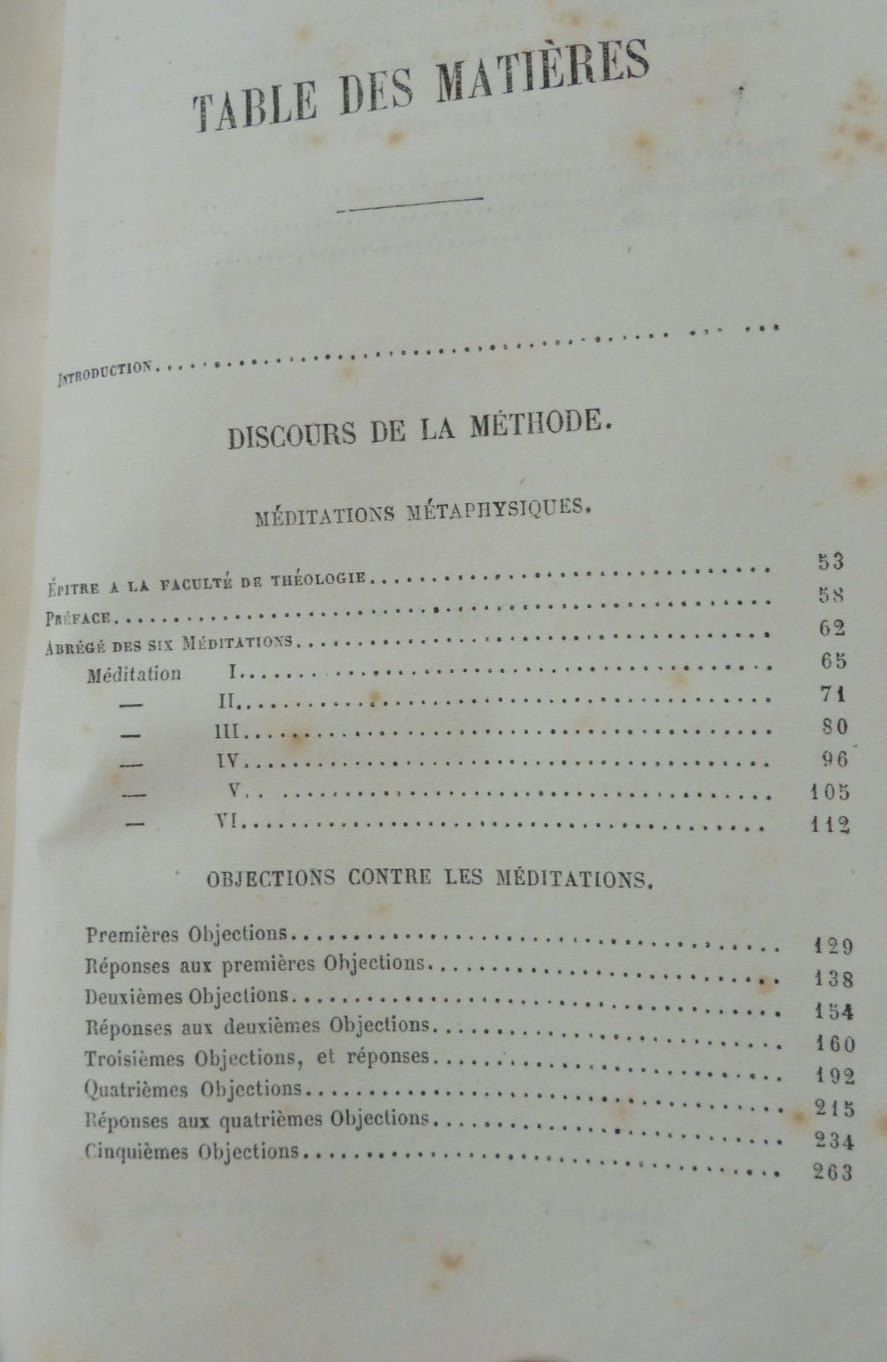 TABLE DES MATIÈRES
INTRODUCTION
DISCOURS DE LA MÉTHODE.
MÉDITATIONS MÉTAPHYSIQUES.
ÉPITRE A LA FACULTÉ DE THÉOLOGIE 53
PRÉFACE 58
ABRÉGÉ DES SIX MÉDITATIONS 62
Méditation I 65
— II 71
— III 80
— IV 96
— V 105
— VI 112
OBJECTIONS CONTRE LES MÉDITATIONS.
Premières Objections 129
Réponses aux premières Objections 138
Deuxièmes Objections 154
Réponses aux deuxièmes Objections 160
Troisièmes Objections, et réponses 192
Quatrièmes Objections 215
Réponses aux quatrièmes Objections 234
Cinquièmes Objections 263